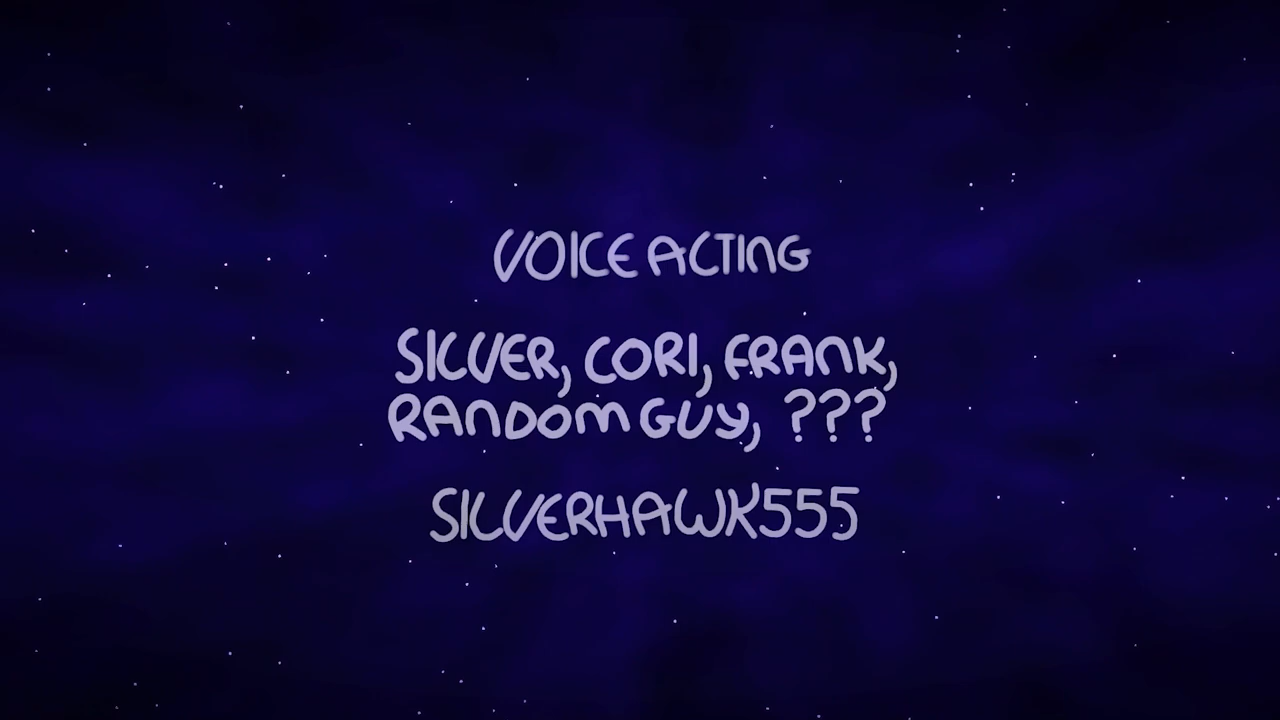 VOICE ACTING
SILVER, CORI, FRANK,
RANDOM GUY, ???
SILVERHAWK555